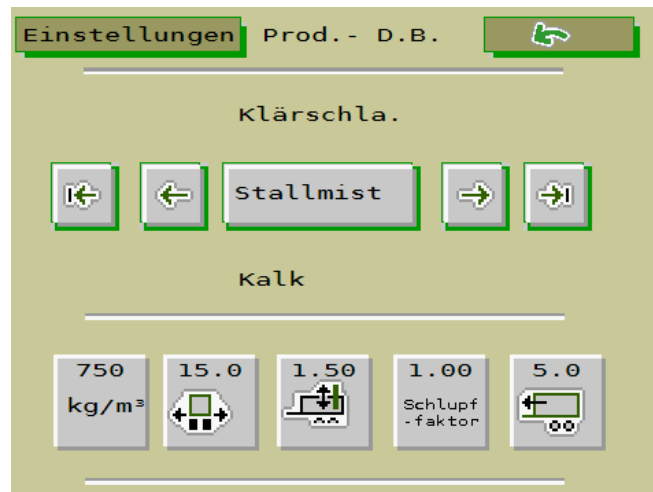 Einstellungen Prod.- D.B.
Klärschla.
Stallmist
Kalk
750 15.0 1.50 1.00 5.0
kg/m³ Schlupf
-faktor